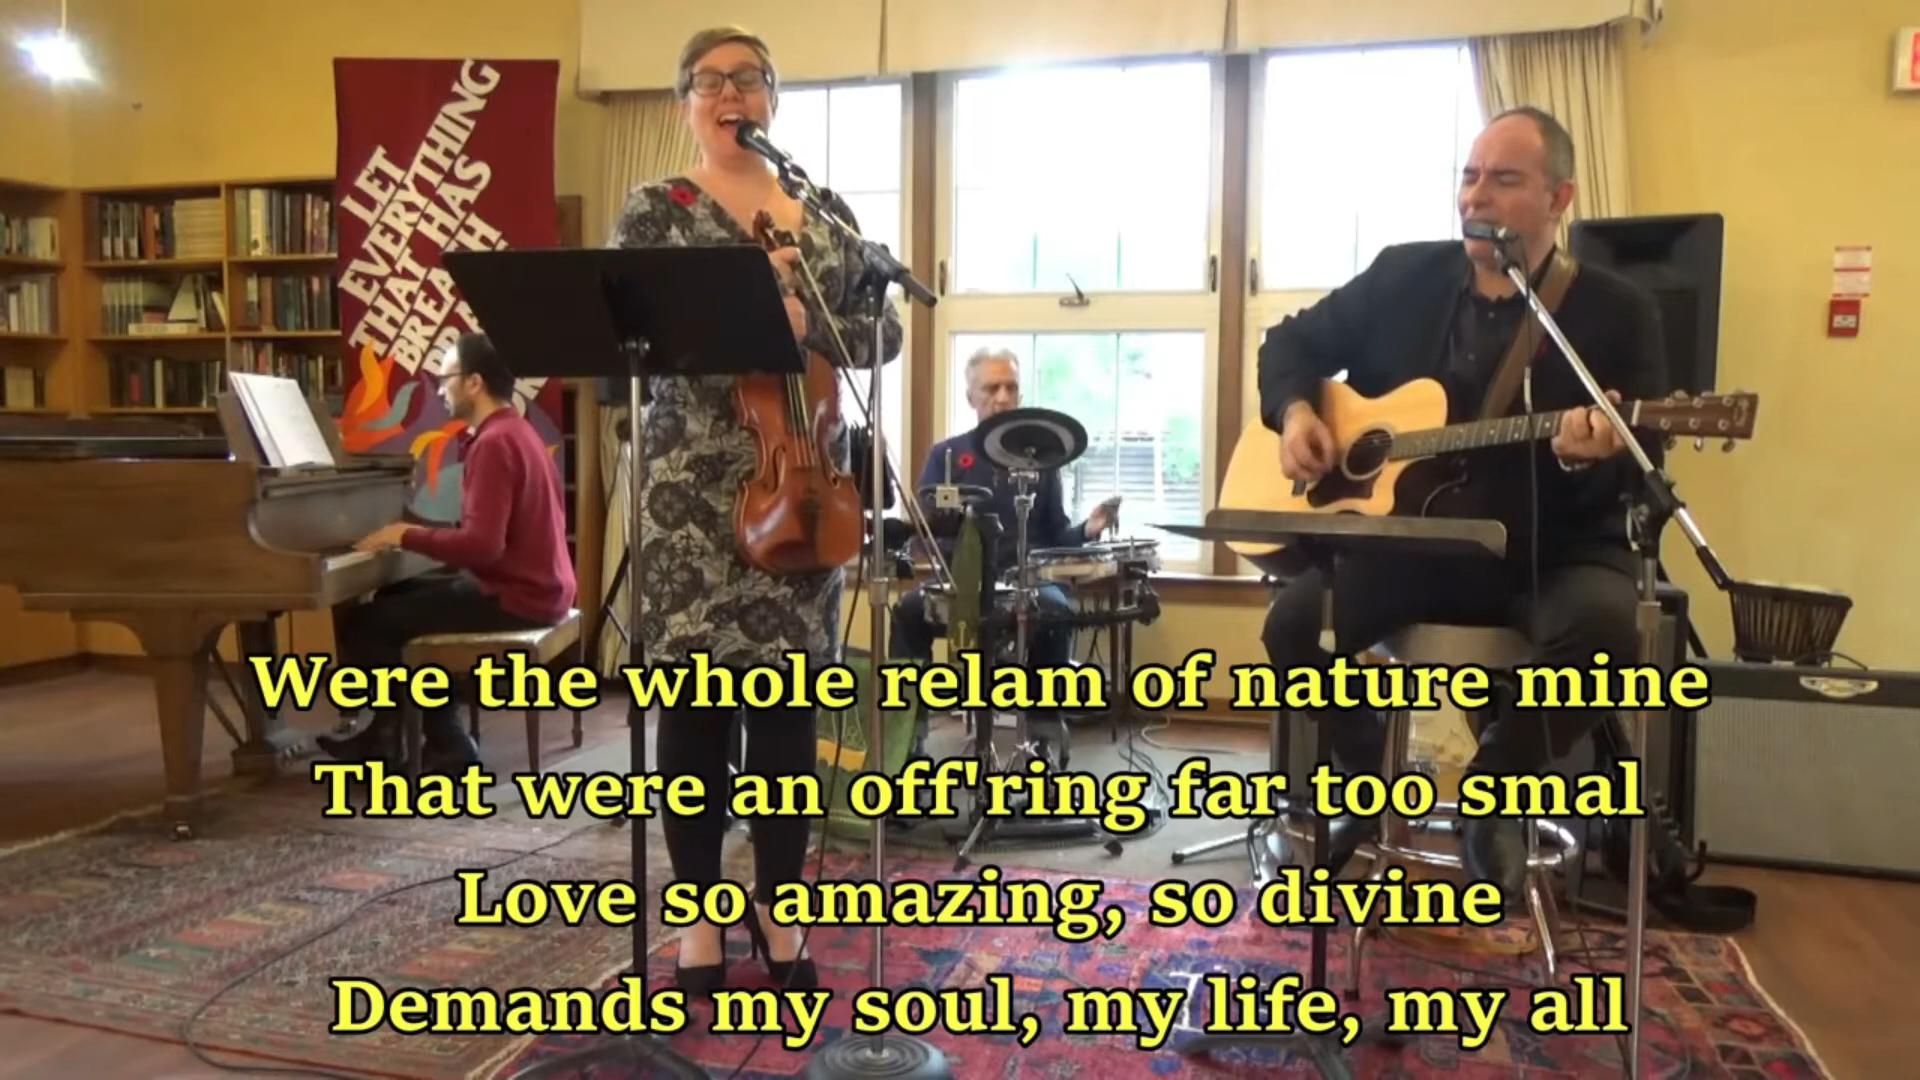 LET
EVERYTHING
THAT HAS
Were the whole relam of nature mine
That were an off'ring far too smal
Love so amazing, so divine
Demands my soul, my life, my all